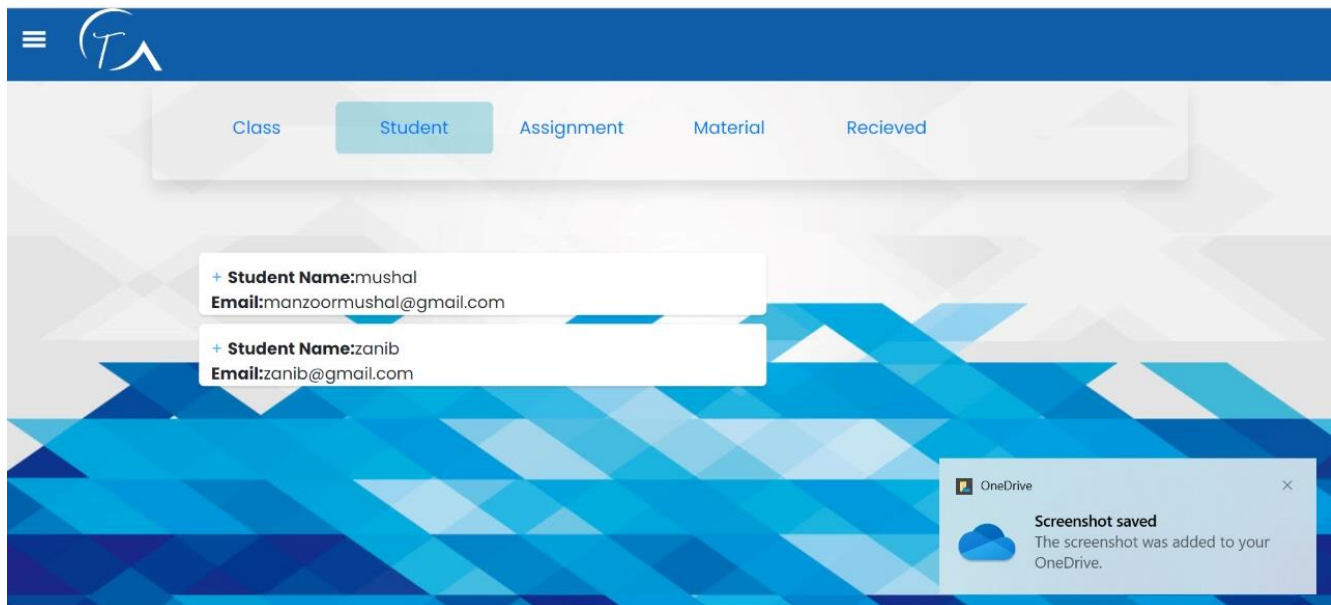 TA
Class Student Assignment Material Recieved
+ Student Name:mushal
Email:manzoormushal@gmail.com
+ Student Name:zanib
Email:zanib@gmail.com
OneDrive
Screenshot saved
The screenshot was added to your
OneDrive.